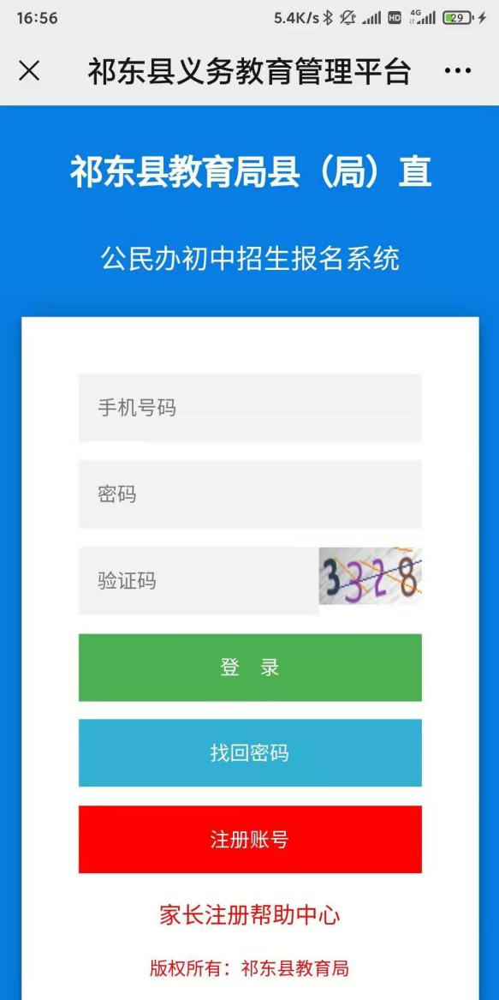 16:56 5.4K/s HD 4G 29
祁东县义务教育管理平台
祁东县教育局县（局）直
公民办初中招生报名系统
手机号码
密码
验证码 3328
登 录
找回密码
注册账号
家长注册帮助中心
版权所有：祁东县教育局